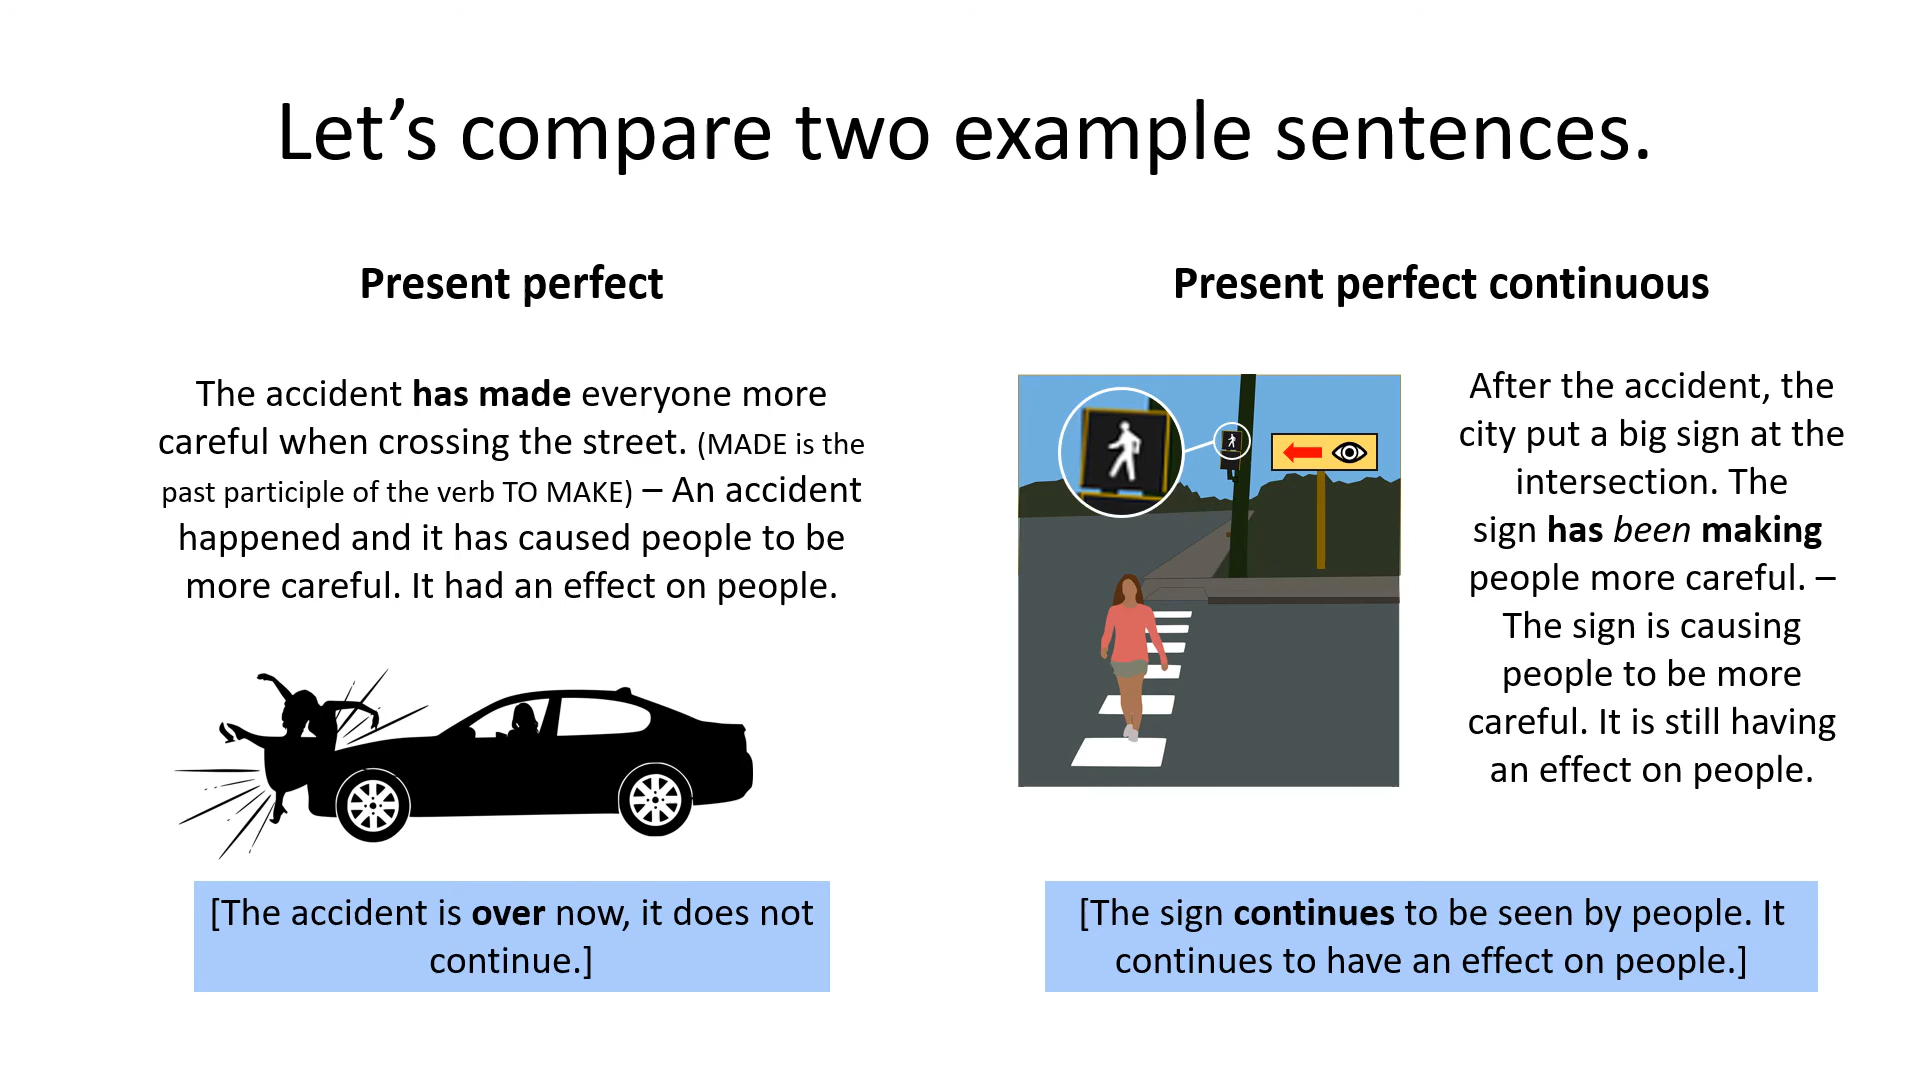 Let’s compare two example sentences.
Present perfect
The accident has made everyone more
careful when crossing the street. (MADE is the
past participle of the verb TO MAKE) – An accident
happened and it has caused people to be
more careful. It had an effect on people.
[The accident is over now, it does not
continue.]
Present perfect continuous
After the accident, the
city put a big sign at the
intersection. The
sign has been making
people more careful. –
The sign is causing
people to be more
careful. It is still having
an effect on people.
[The sign continues to be seen by people. It
continues to have an effect on people.]